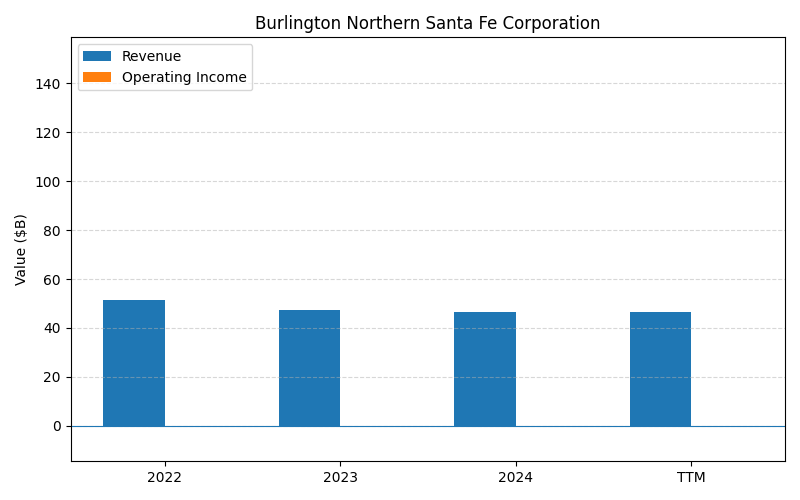 Burlington Northern Santa Fe Corporation
Revenue
Operating Income
Value ($B)
140
120
100
80
60
40
20
0
2022 2023 2024 TTM